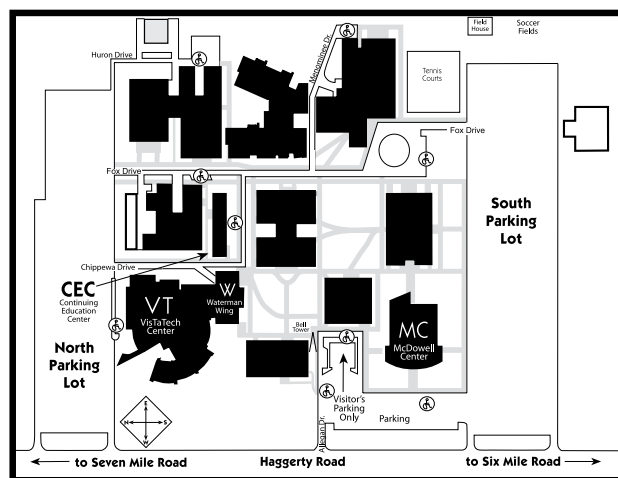 Field
House
Soccer
Fields
Huron Drive
Menominee Dr.
Tennis
Courts
Fox Drive
Fox Drive
South
Parking
Lot
Chippewa Drive
CEC
Continuing
Education
Center
W
Waterman
Wing
VT
VisTaTech
Center
Bell
Tower
MC
McDowell
Center
North
Parking
Lot
Visitor's
Parking
Only
Allegan Dr.
Parking
E
N
S
W
to Seven Mile Road
Haggerty Road
to Six Mile Road